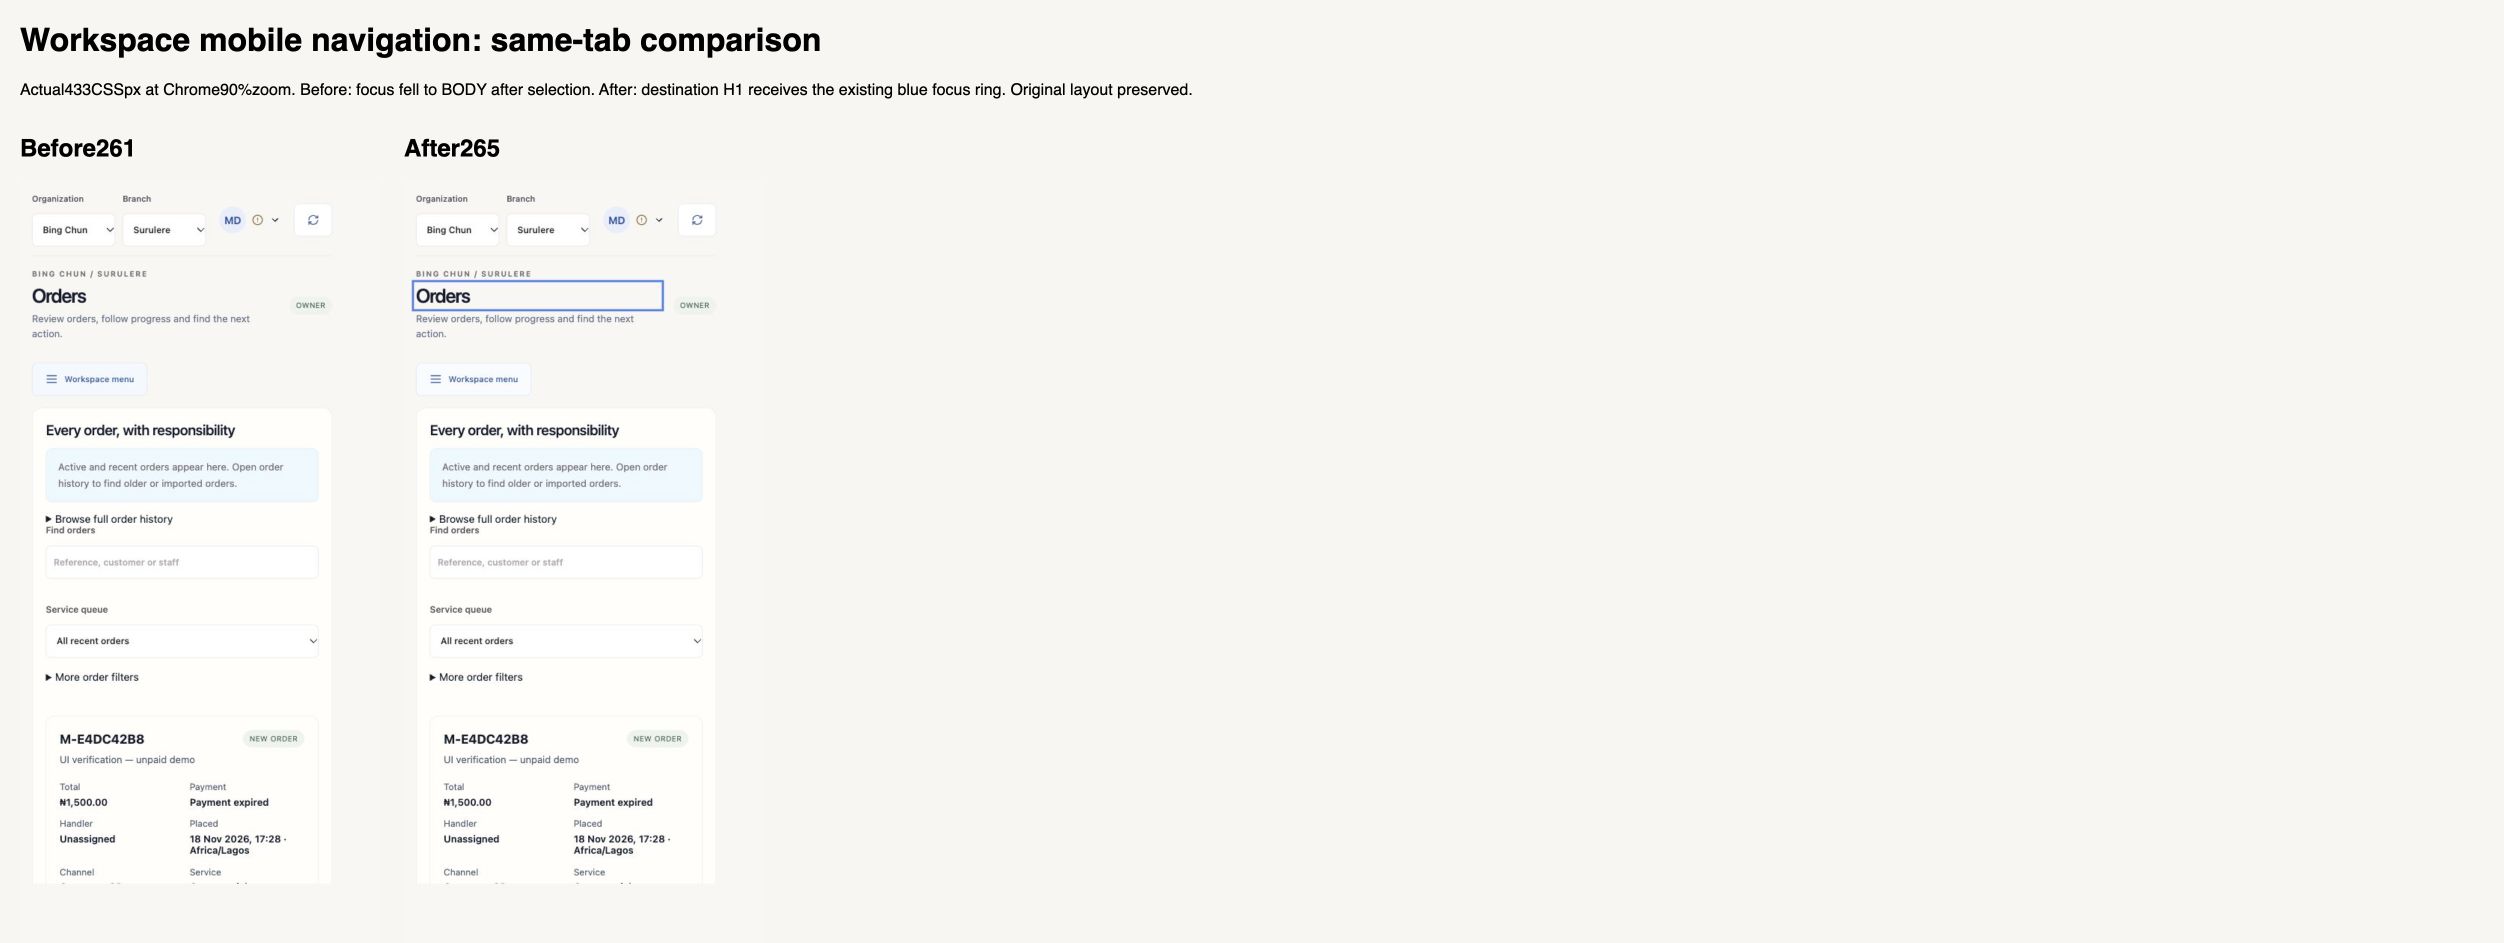 Workspace mobile navigation: same-tab comparison
Actual433CSSpx at Chrome90%zoom. Before: focus fell to BODY after selection. After: destination H1 receives the existing blue focus ring. Original layout preserved.
Before261
Organization
Branch
Bing Chun
Surulere
MD
BING CHUN / SURULERE
Orders
OWNER
Review orders, follow progress and find the next
action.
Workspace menu
Every order, with responsibility
Active and recent orders appear here. Open order
history to find older or imported orders.
Browse full order history
Find orders
Reference, customer or staff
Service queue
All recent orders
More order filters
M-E4DC42B8
NEW ORDER
UI verification — unpaid demo
Total
Payment
₦1,500.00
Payment expired
Handler
Placed
Unassigned
18 Nov 2026, 17:28 ·
Africa/Lagos
Channel
Service
After265
Organization
Branch
Bing Chun
Surulere
MD
BING CHUN / SURULERE
Orders
OWNER
Review orders, follow progress and find the next
action.
Workspace menu
Every order, with responsibility
Active and recent orders appear here. Open order
history to find older or imported orders.
Browse full order history
Find orders
Reference, customer or staff
Service queue
All recent orders
More order filters
M-E4DC42B8
NEW ORDER
UI verification — unpaid demo
Total
Payment
₦1,500.00
Payment expired
Handler
Placed
Unassigned
18 Nov 2026, 17:28 ·
Africa/Lagos
Channel
Service